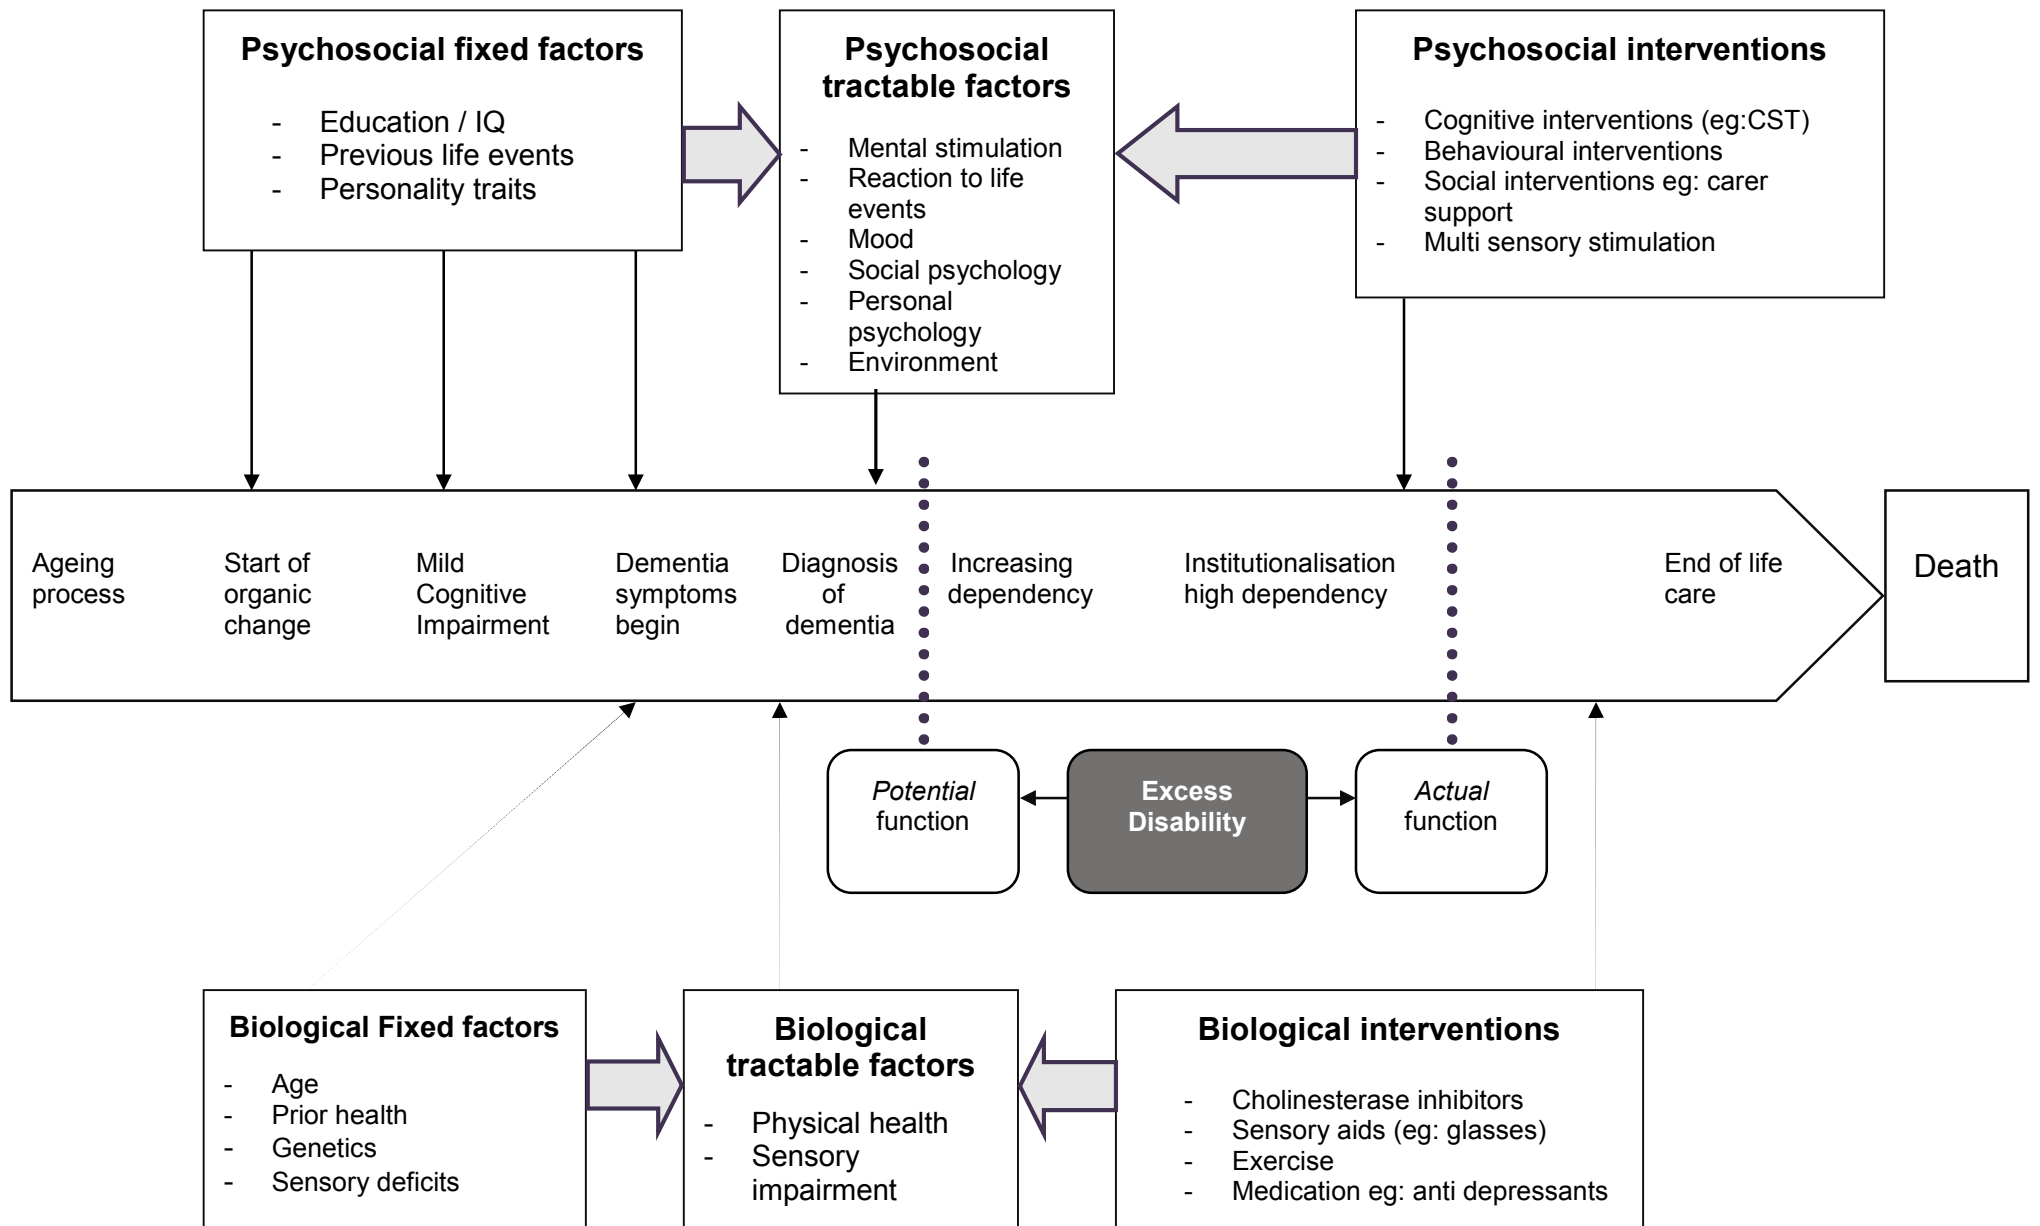 Psychosocial fixed factors
- Education / IQ
- Previous life events
- Personality traits
Psychosocial
tractable factors
- Mental stimulation
- Reaction to life
events
- Mood
- Social psychology
- Personal
psychology
- Environment
Psychosocial interventions
- Cognitive interventions (eg:CST)
- Behavioural interventions
- Social interventions eg: carer
support
- Multi sensory stimulation
Ageing
process
Start of
organic
change
Mild
Cognitive
Impairment
Dementia
symptoms
begin
Diagnosis
of
dementia
Increasing
dependency
Institutionalisation
high dependency
End of life
care
Death
Potential
function
Excess
Disability
Actual
function
Biological Fixed factors
- Age
- Prior health
- Genetics
- Sensory deficits
Biological
tractable factors
- Physical health
- Sensory
impairment
Biological interventions
- Cholinesterase inhibitors
- Sensory aids (eg: glasses)
- Exercise
- Medication eg: anti depressants